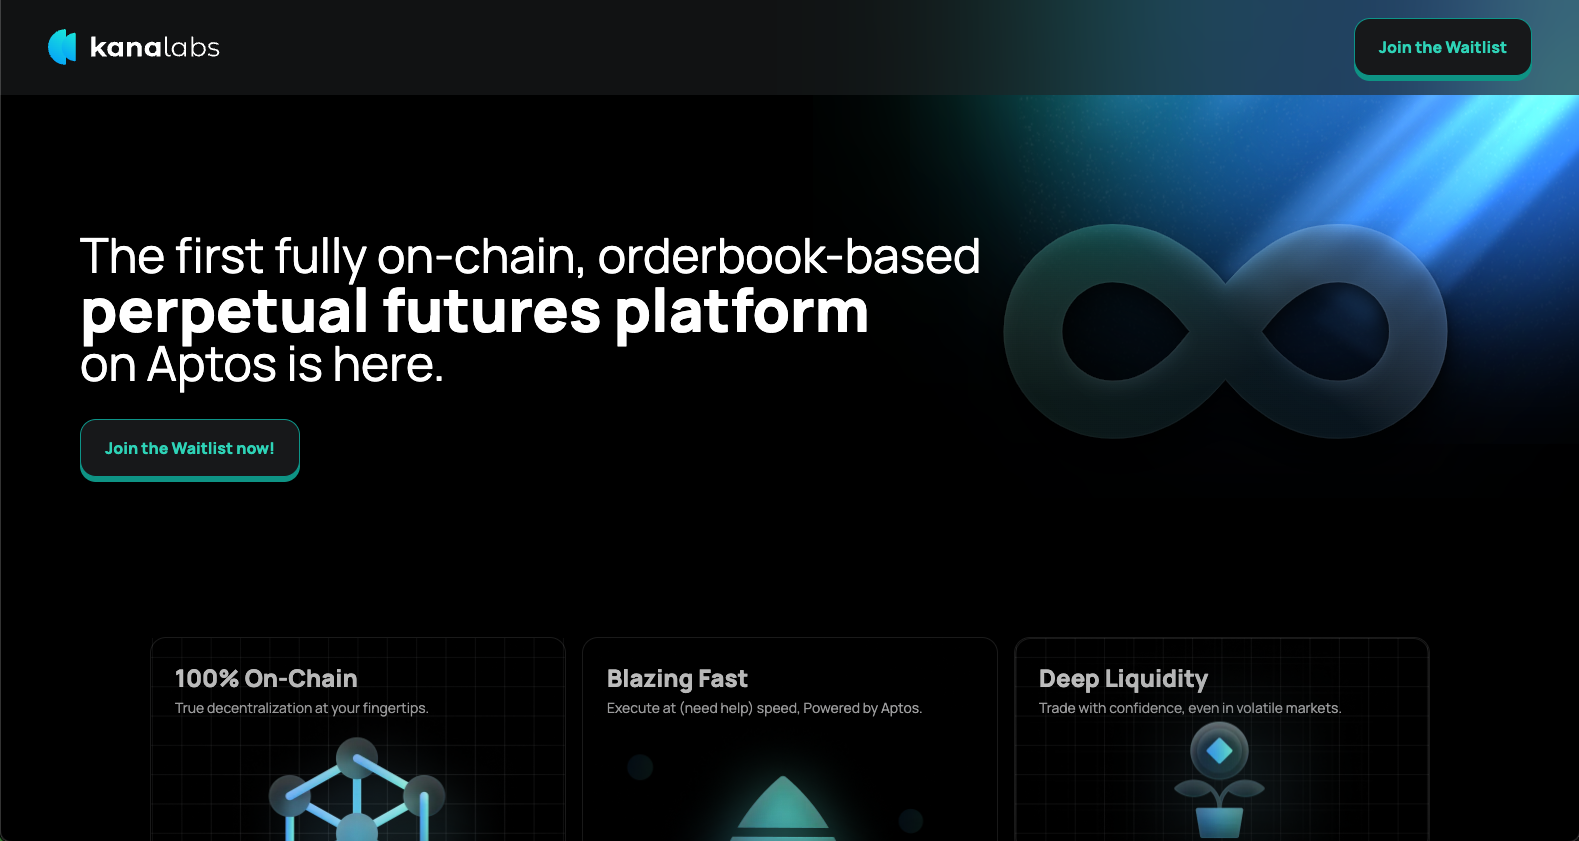 kanalabs
Join the Waitlist
The first fully on-chain, orderbook-based
perpetual futures platform
on Aptos is here.
Join the Waitlist now!
100% On-Chain
True decentralization at your fingertips.
Blazing Fast
Execute at (need help) speed, Powered by Aptos.
Deep Liquidity
Trade with confidence, even in volatile markets.